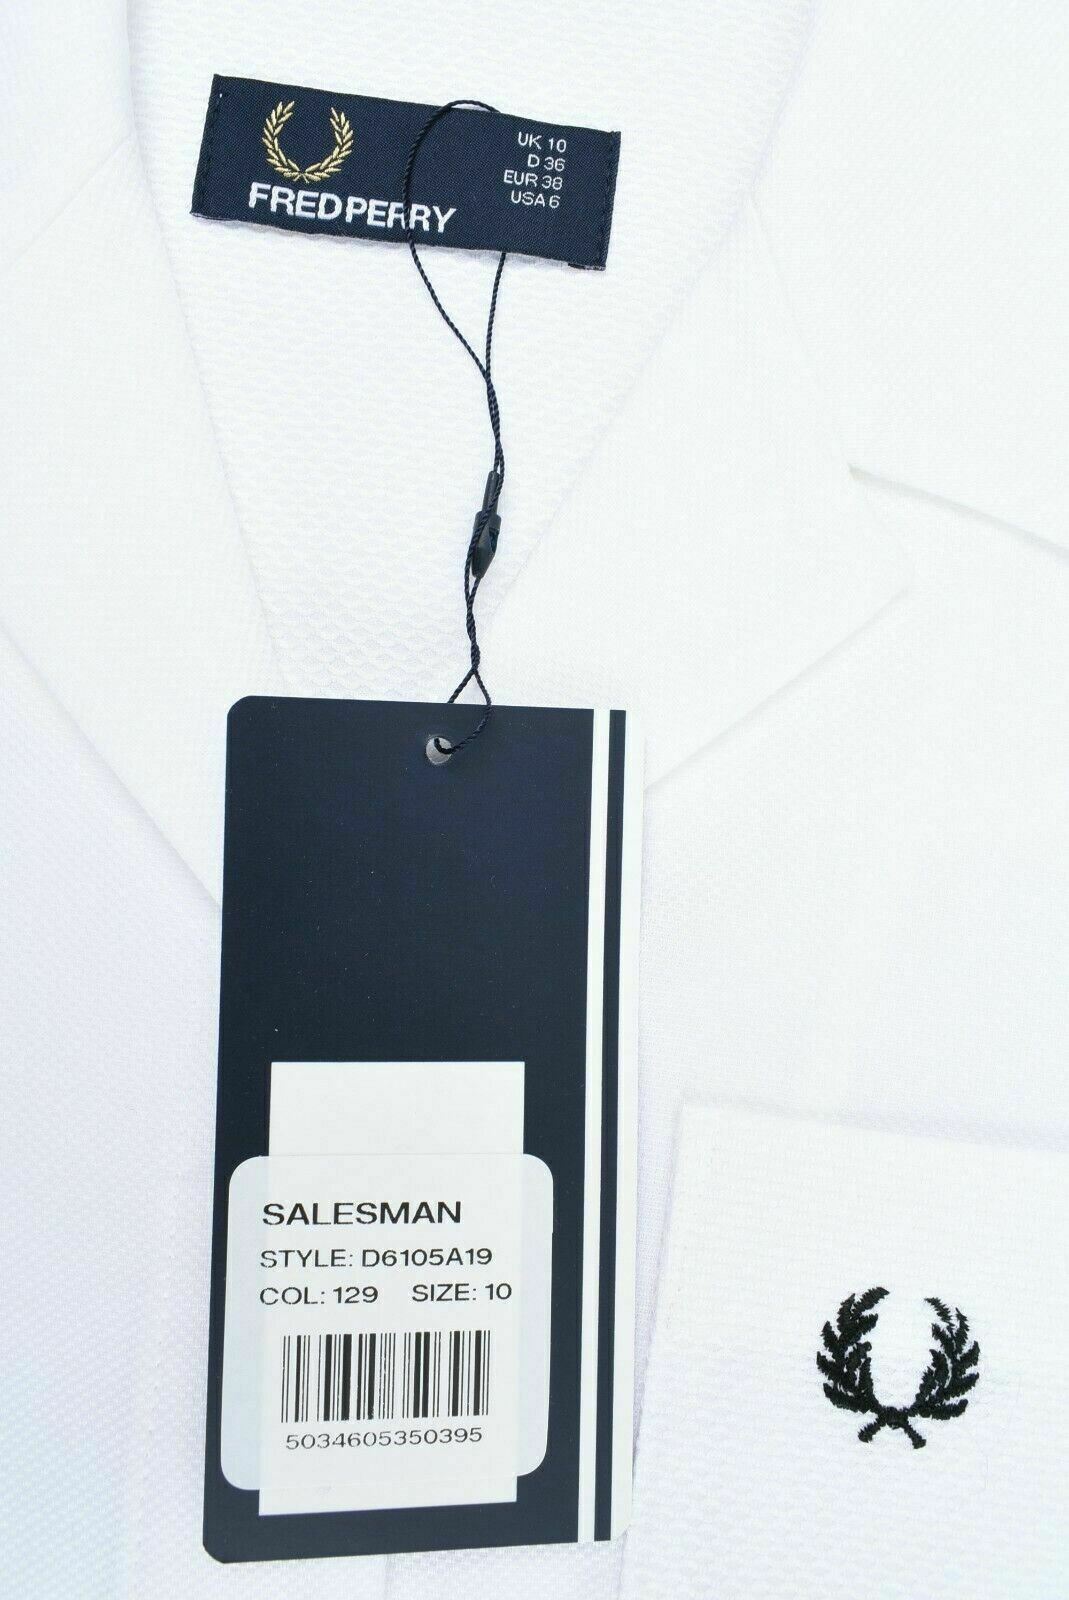 FRED PERRY
UK 10
D 36
EUR 38
USA 6
SALESMAN
STYLE: D6105A19
COL: 129 SIZE: 10
5034605350395